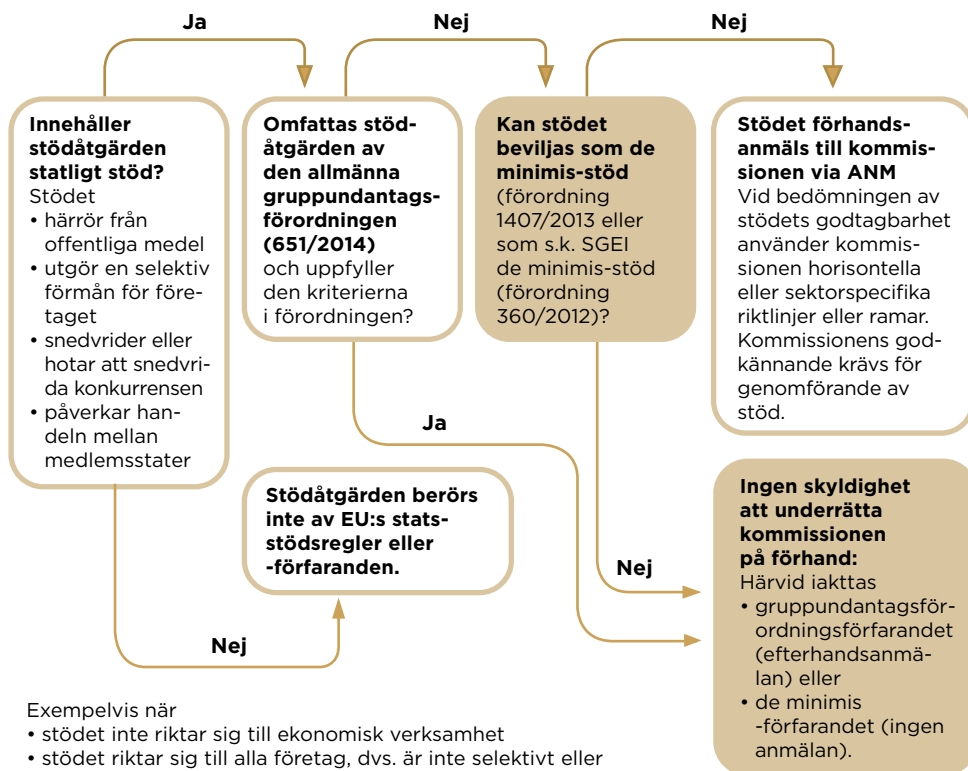 Ja
Nej
Nej
Innehåller
stödåtgärden
statligt stöd?
Stödet
• härrör från
offentliga medel
• utgör en selektiv
förmån för före-
taget
• snedvrider eller
hotar att snedvri-
da konkurrensen
• påverkar han-
deln mellan
medlemsstater
Omfattas stöd-
åtgärden av
den allmänna
gruppundantags-
förordningen
(651/2014)
och uppfyller
den kriterierna
i förordningen?
Kan stödet
beviljas som de
minimis-stöd
(förordning
1407/2013 eller
som s.k. SGEI
de minimis-stöd
(förordning
360/2012)?
Stödet förhands-
anmäls till kommis-
sionen via ANM
Vid bedömningen av
stödets godtagbarhet
använder kommis-
sionen horisontella
eller sektorspecifika
riktlinjer eller ramar.
Kommissionens god-
kännande krävs för
genomförande av
stöd.
Ja
Stödåtgärden berörs
inte av EU:s stats-
stödsregler eller
-förfaranden.
Nej
Nej
Ingen skyldighet
att underrätta
kommissionen
på förhand:
Härvid iakttas
• gruppundantagsför-
ordningsförfarandet
(efterhandsanmä-
lan) eller
• de minimis
-förfarandet (ingen
anmälan).
Exempelvis när
• stödet inte riktar sig till ekonomisk verksamhet
• stödet riktar sig till alla företag, dvs. är inte selektivt eller